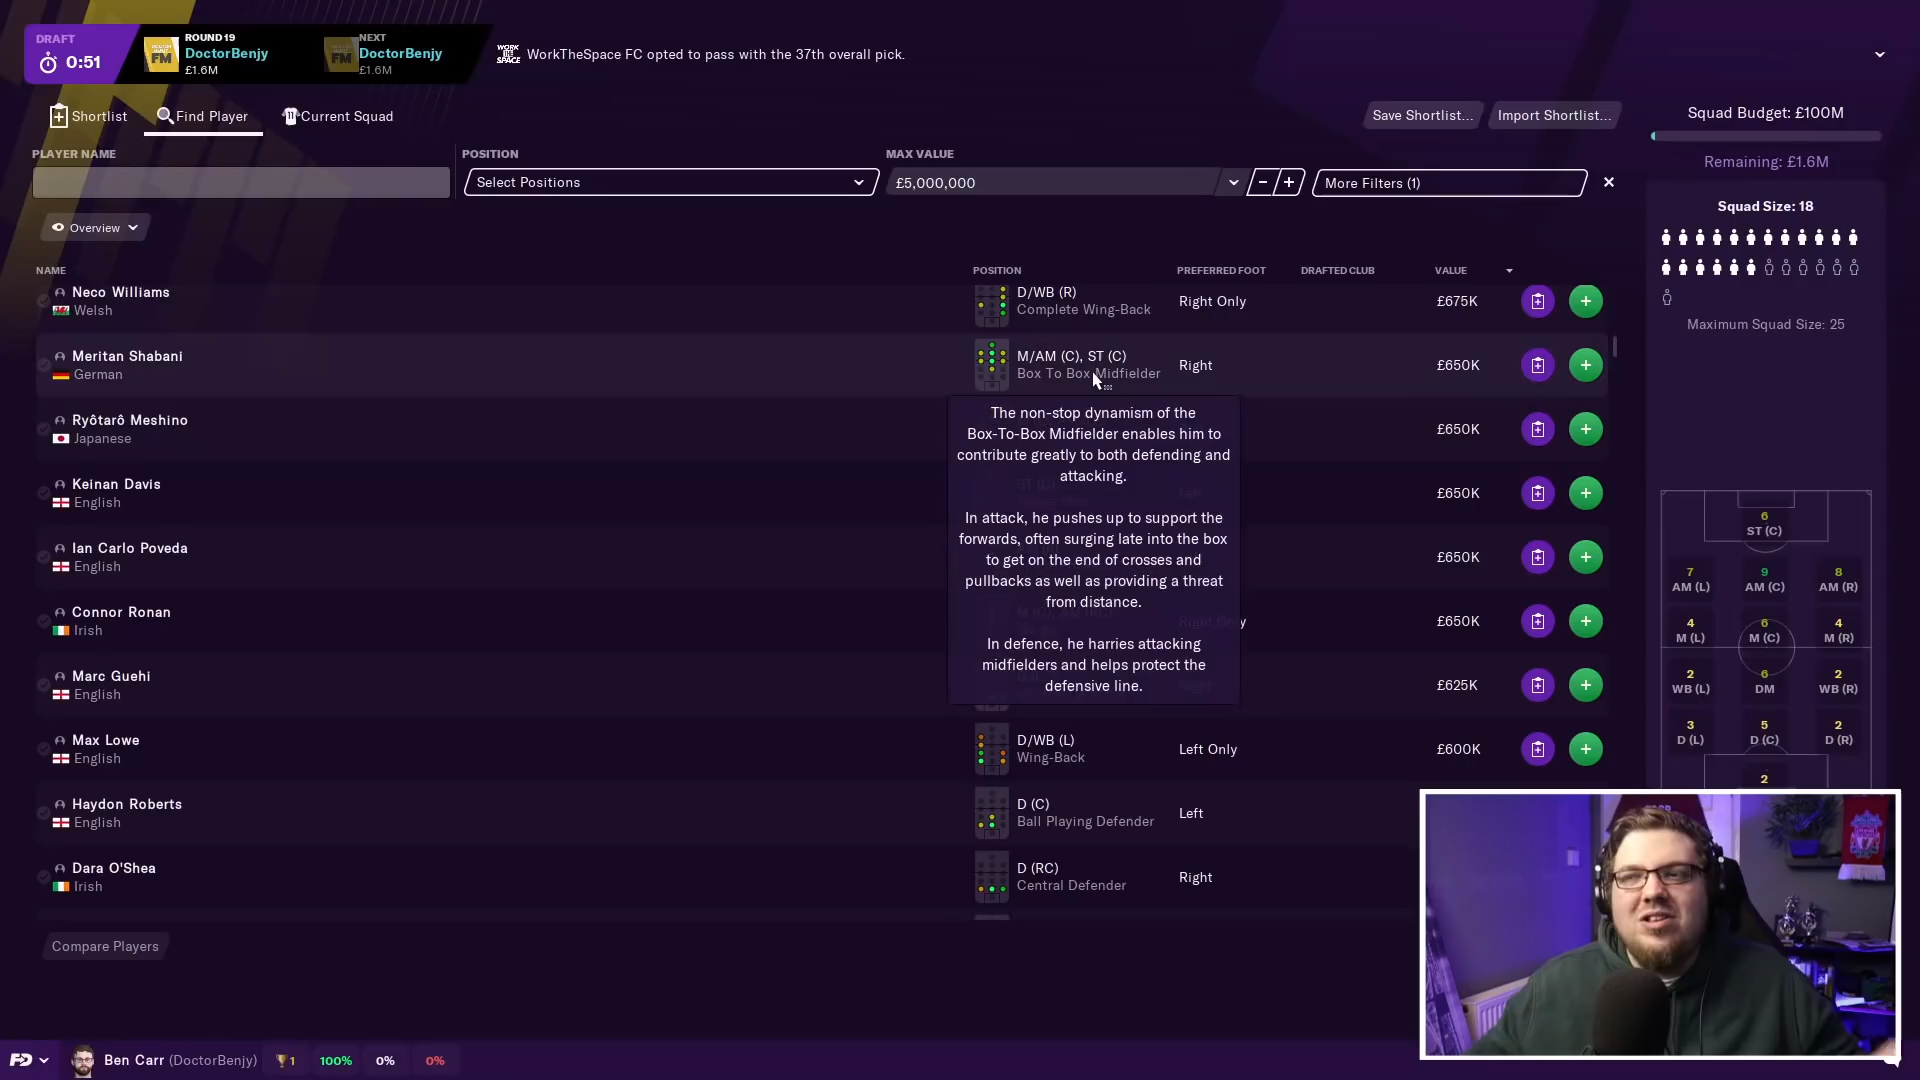 DRAFT
0:51
ROUND 19
DoctorBenjy
£1.6M
NEXT
DoctorBenjy
£1.6M
WORK THE SPACE
WorkTheSpace FC opted to pass with the 37th overall pick.
Shortlist
Find Player
Current Squad
Save Shortlist...
Import Shortlist...
Squad Budget: £100M
Remaining: £1.6M
PLAYER NAME
POSITION
MAX VALUE
Select Positions
£5,000,000
More Filters (1)
Overview
Squad Size: 18
Maximum Squad Size: 25
NAME
POSITION
PREFERRED FOOT
DRAFTED CLUB
VALUE
Neco Williams
Welsh
D/WB (R)
Complete Wing-Back
Right Only
£675K
Meritan Shabani
German
M/AM (C), ST (C)
Box To Box Midfielder
Right
£650K
Ryôtarô Meshino
Japanese
£650K
Keinan Davis
English
£650K
Ian Carlo Poveda
English
£650K
Connor Ronan
Irish
Right Only
£650K
Marc Guehi
English
£625K
Max Lowe
English
D/WB (L)
Wing-Back
Left Only
£600K
Haydon Roberts
English
D (C)
Ball Playing Defender
Left
Dara O'Shea
Irish
D (RC)
Central Defender
Right
The non-stop dynamism of the
Box-To-Box Midfielder enables him to
contribute greatly to both defending and
attacking.
In attack, he pushes up to support the
forwards, often surging late into the box
to get on the end of crosses and
pullbacks as well as providing a threat
from distance.
In defence, he harries attacking
midfielders and helps protect the
defensive line.
6
ST (C)
7
AM (L)
9
AM (C)
8
AM (R)
4
M (L)
6
M (C)
4
M (R)
2
WB (L)
6
DM
2
WB (R)
3
D (L)
5
D (C)
2
D (R)
2
Compare Players
Ben Carr (DoctorBenjy)
1
100%
0%
0%